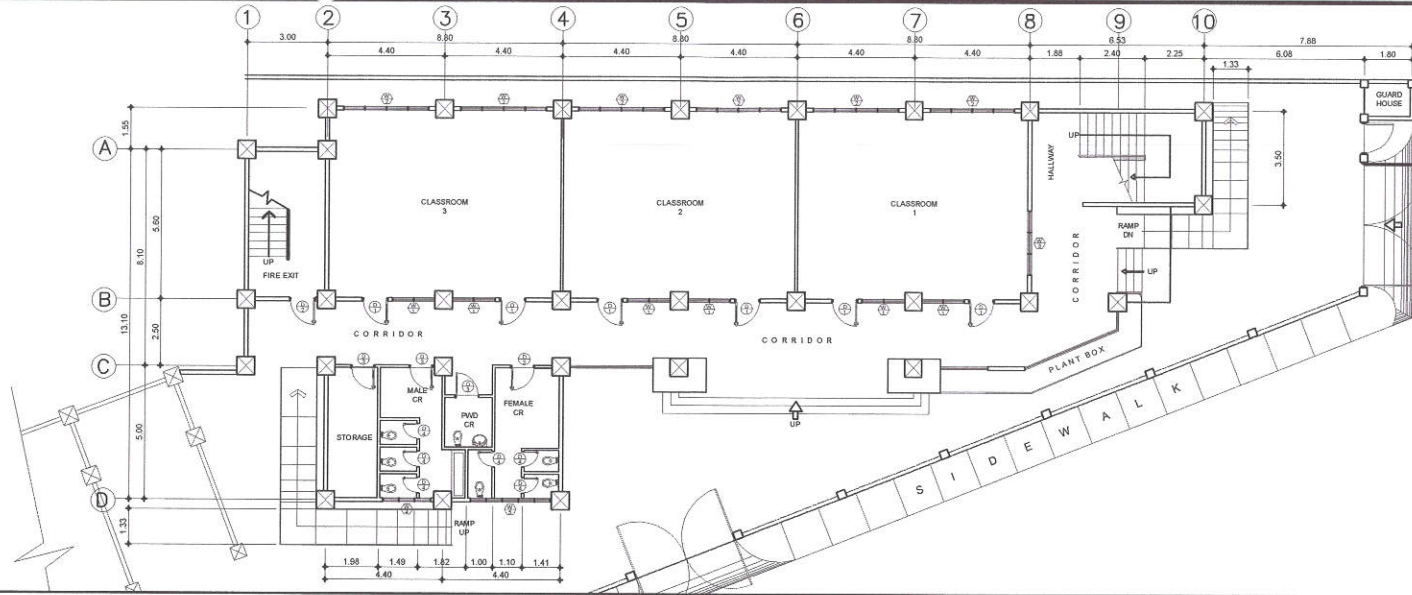 1 2 3 4 5 6 7 8 9 10
3.00 8.80 8.80 8.80 6.53 7.88
4.40 4.40 4.40 4.40 4.40 4.40 1.88 2.40 2.25 6.08 1.80
1.33
GUARD
HOUSE
1.55
A
UP
HALLWAY
3.50
CLASSROOM
3
CLASSROOM
2
CLASSROOM
1
5.60
8.10
13.10
UP
FIRE EXIT
RAMP
DN
UP
CORRIDOR
B
2.50
CORRIDOR
CORRIDOR
C
PLANT BOX
MALE
CR
PWD
CR
FEMALE
CR
STORAGE
UP
5.00
SIDEWALK
D
1.33
RAMP
UP
1.98 1.49 1.82 1.00 1.10 1.41
4.40 4.40